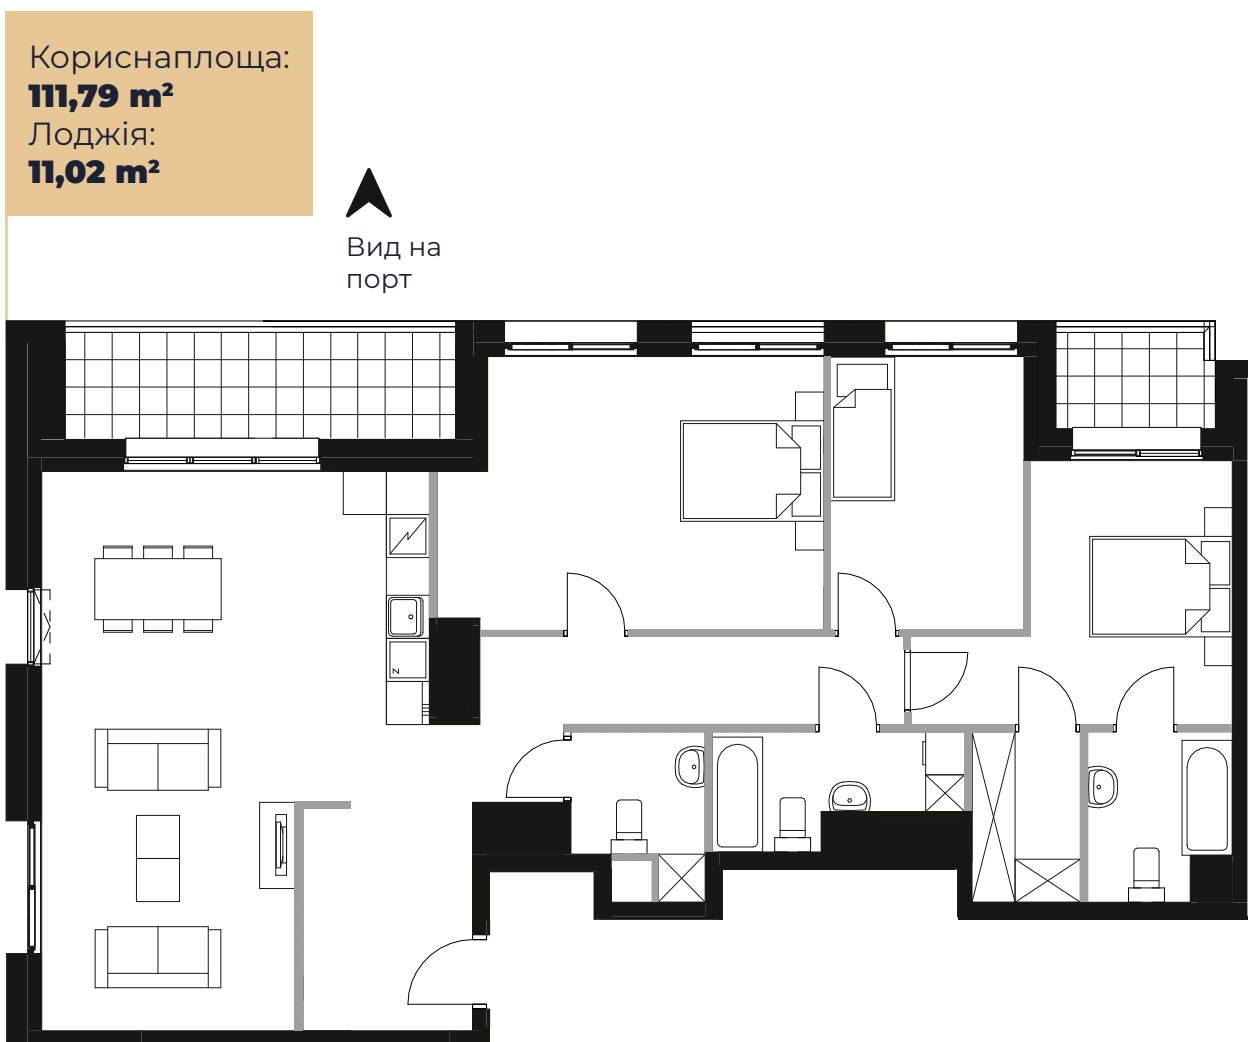 Кориснаплоща:
111,79 m²
Лоджія:
11,02 m²
Вид на
порт
Z